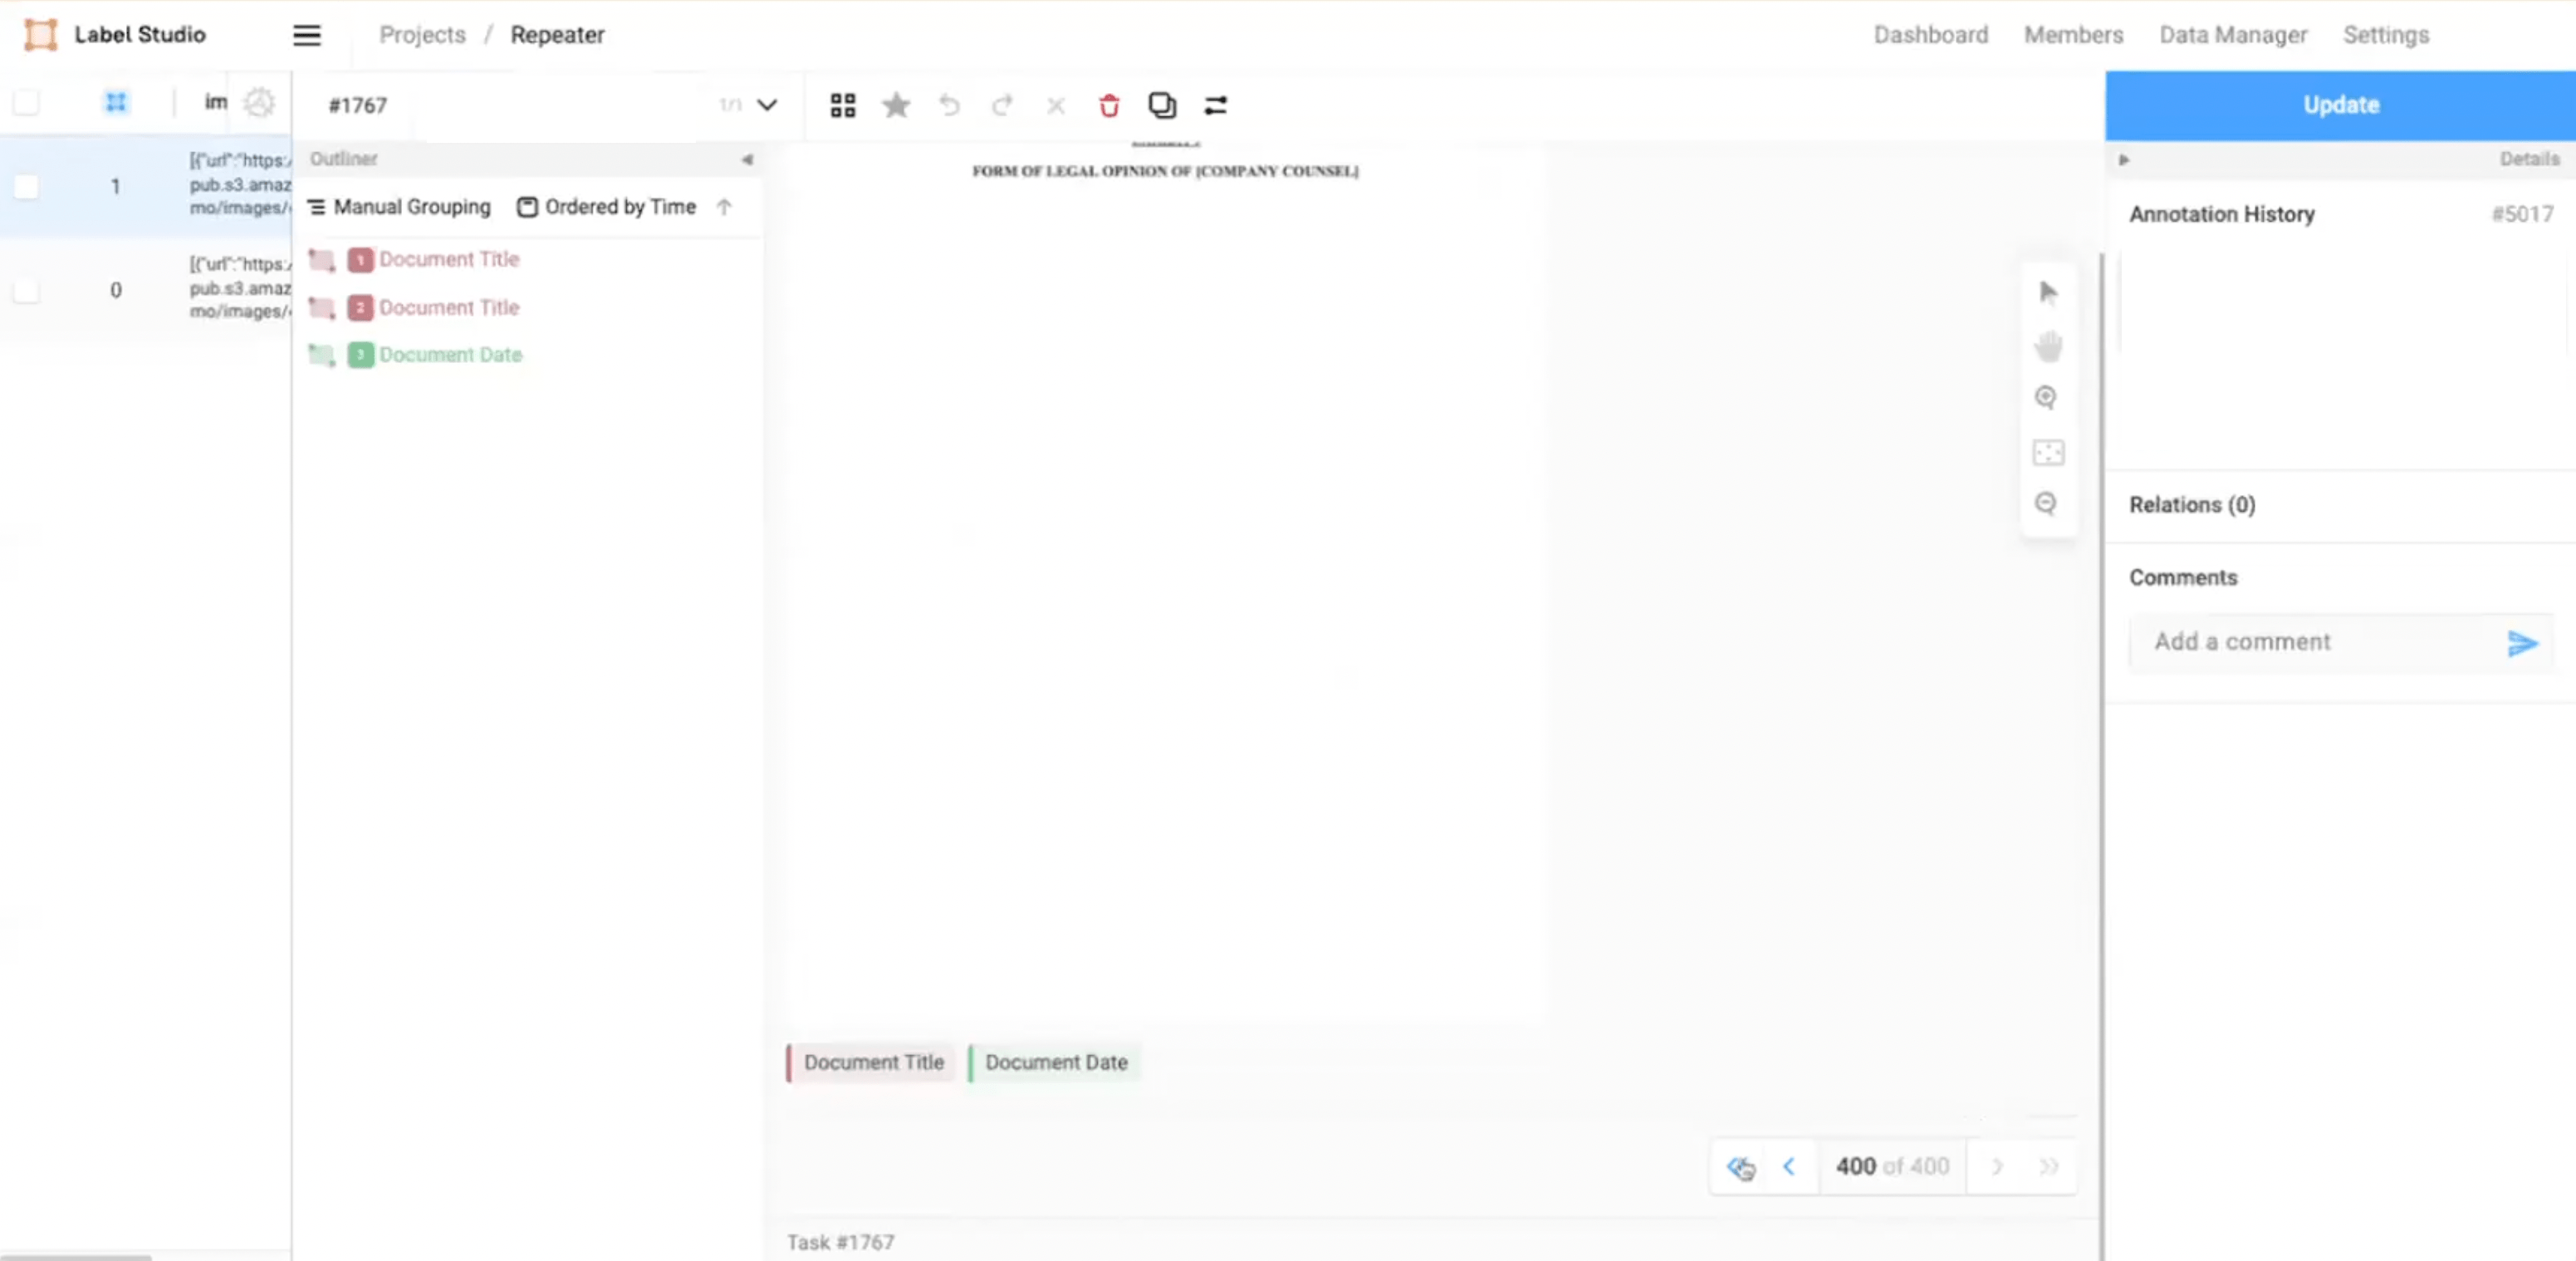 Label Studio
Projects / Repeater
Dashboard
Members
Data Manager
Settings
im
#1767
1/1
Update
1
[{"url":"https:/
pub.s3.amaz
mo/images/
0
[{"url":"https:/
pub.s3.amaz
mo/images/
Outliner
Manual Grouping
Ordered by Time
1 Document Title
2 Document Title
3 Document Date
FORM OF LEGAL OPINION OF [COMPANY COUNSEL]
Document Title
Document Date
400 of 400
Task #1767
Details
Annotation History
#5017
Relations (0)
Comments
Add a comment